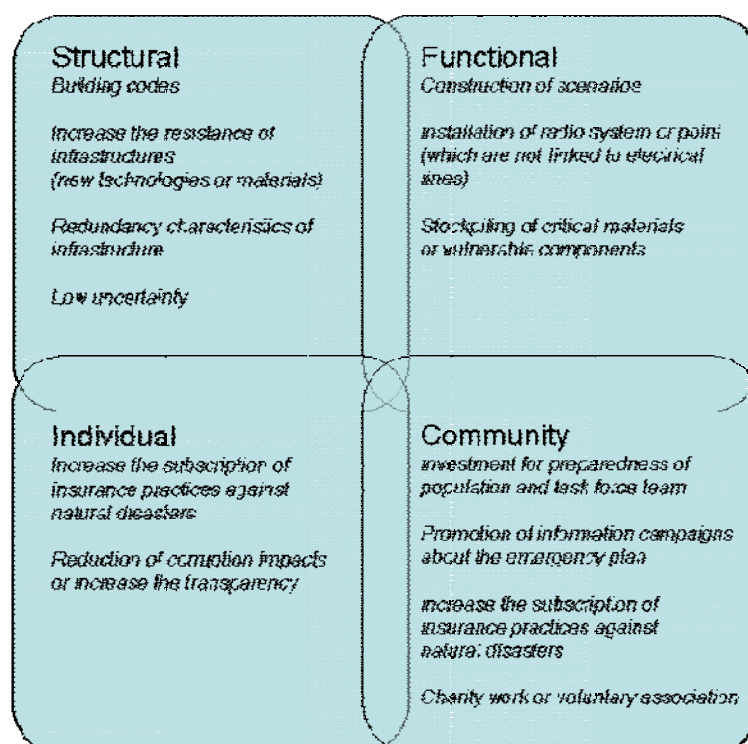 Structural
Building codes
Increase the resistance of
infrastructures
(new technologies or materials)
Redundancy characteristics of
infrastructure
Low uncertainty
Functional
Construction of scenarios
Installation of radio system or point
(which are not linked to electrical
lines)
Stockpiling of critical materials
or vulnerable components
Individual
Increase the subscription of
insurance practices against
natural disasters
Reduction of corruption impacts
or increase the transparency
Community
Investment for preparedness of
population and task force team
Promotion of information campaigns
about the emergency plan
Increase the subscription of
insurance practices against
natural disasters
Charity work or voluntary association